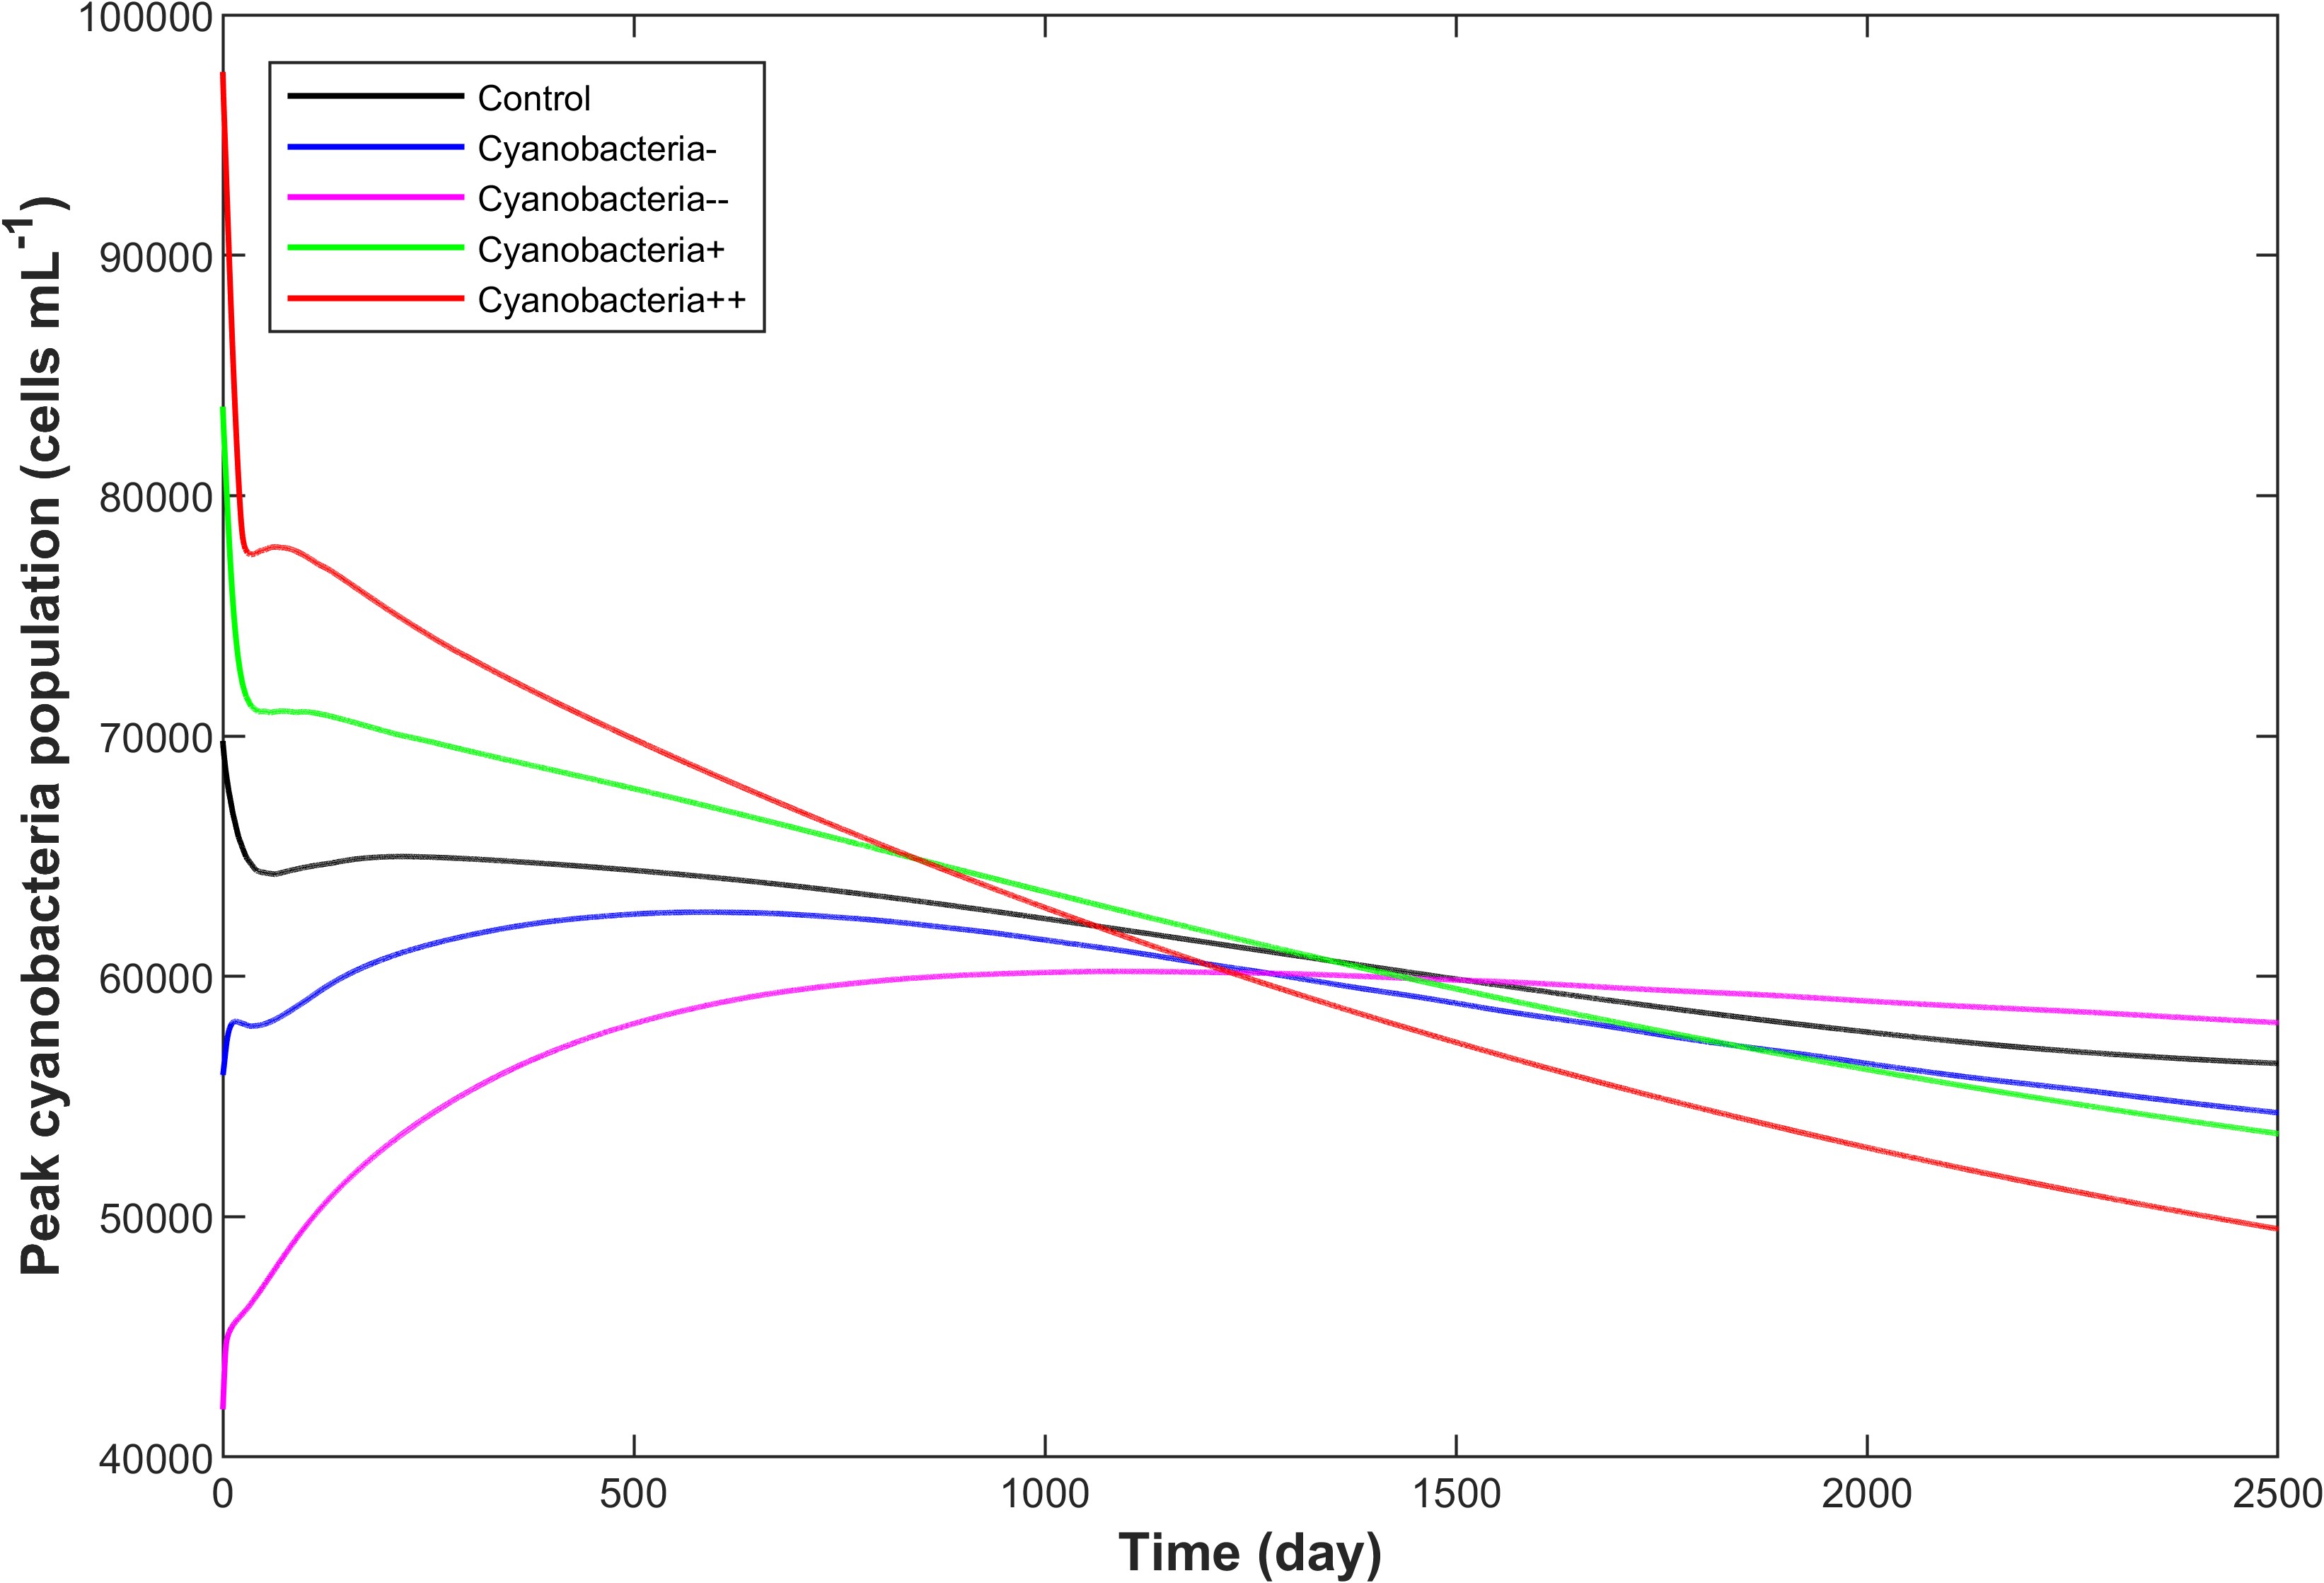 100000
90000
80000
70000
60000
50000
40000
0
500
1000
1500
2000
2500
Control
Cyanobacteria-
Cyanobacteria--
Cyanobacteria+
Cyanobacteria++
Peak cyanobacteria population (cells mL⁻¹)
Time (day)